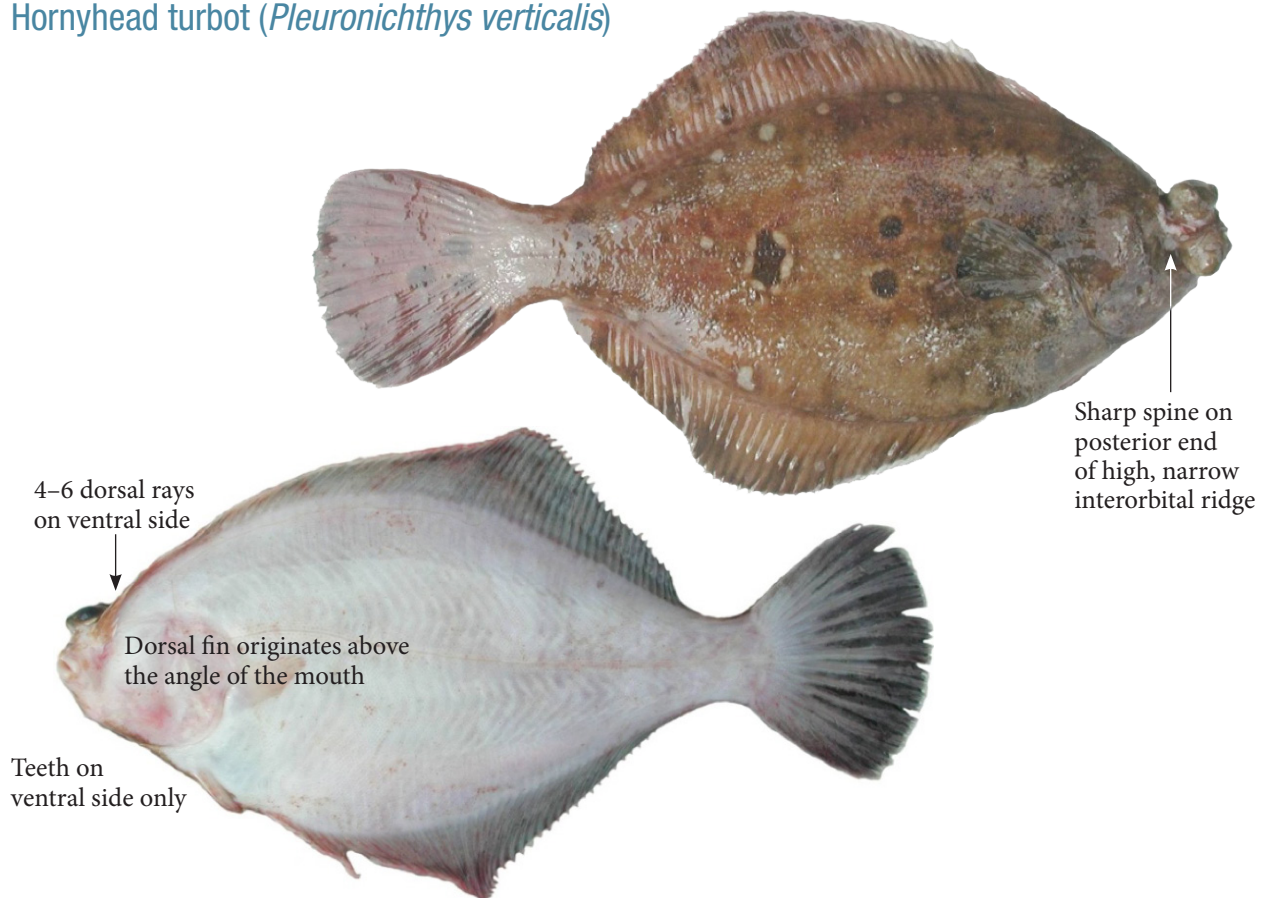 Hornyhead turbot (Pleuronichthys verticalis)
Sharp spine on
posterior end
of high, narrow
interorbital ridge
4–6 dorsal rays
on ventral side
Dorsal fin originates above
the angle of the mouth
Teeth on
ventral side only